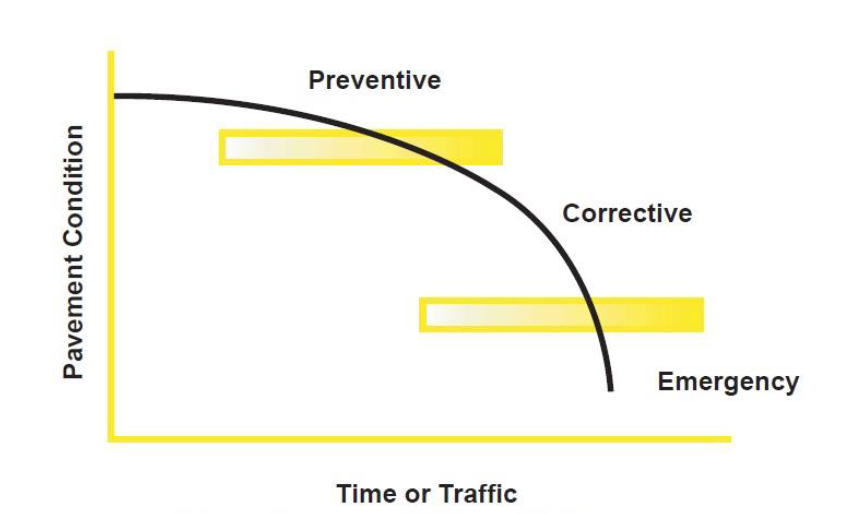 Preventive
Corrective
Emergency
Pavement Condition
Time or Traffic